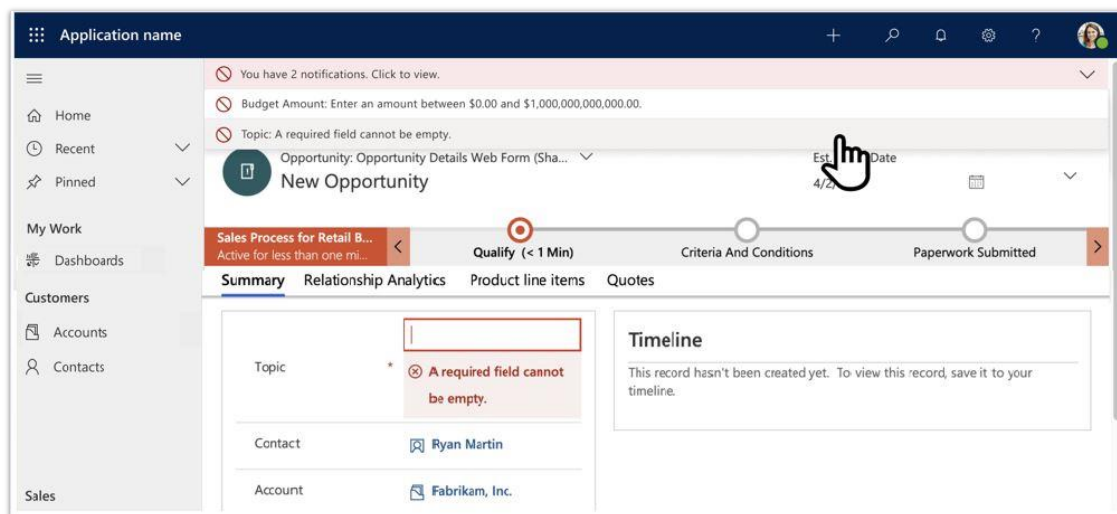 Application name
You have 2 notifications. Click to view.
Budget Amount: Enter an amount between $0.00 and $1,000,000,000,000.00.
Topic: A required field cannot be empty.
Home
Recent
Pinned
My Work
Dashboards
Customers
Accounts
Contacts
Sales
Opportunity: Opportunity Details Web Form (Sha...
New Opportunity
Est. Date
4/2/
Sales Process for Retail B...
Active for less than one mi...
Qualify (< 1 Min)
Criteria And Conditions
Paperwork Submitted
Summary Relationship Analytics Product line items Quotes
Topic *
A required field cannot
be empty.
Contact Ryan Martin
Account Fabrikam, Inc.
Timeline
This record hasn't been created yet. To view this record, save it to your
timeline.